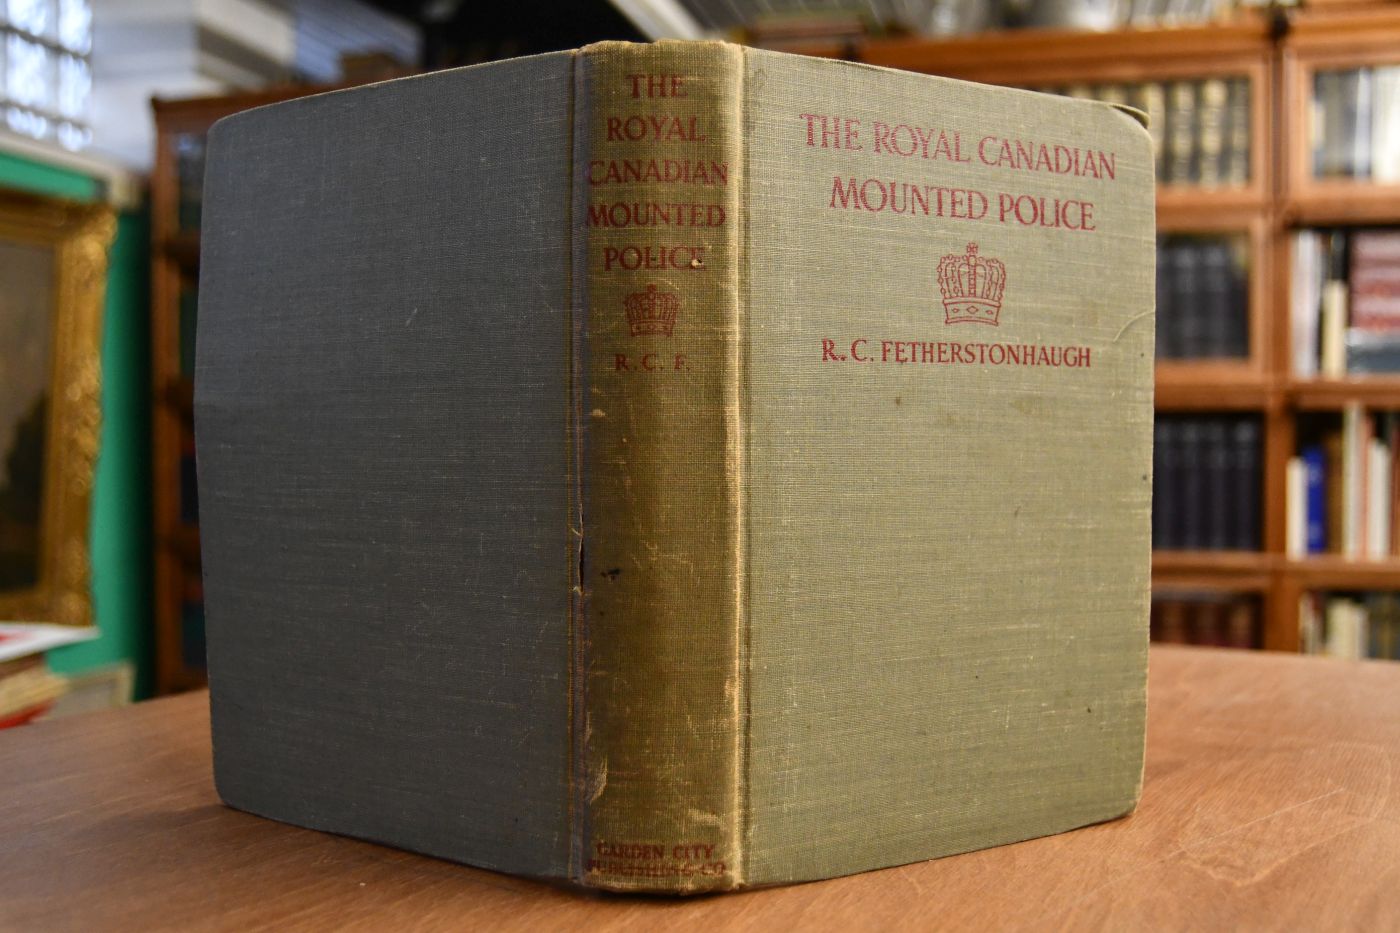 THE
ROYAL
CANADIAN
MOUNTED
POLICE
R. C. F.
GARDEN CITY
PUBLISHING CO
THE ROYAL CANADIAN
MOUNTED POLICE
R. C. FETHERSTONHAUGH